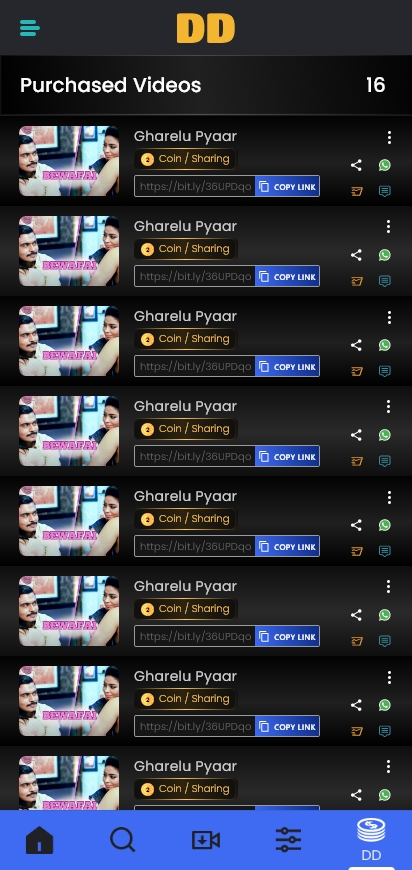 DD
Purchased Videos 16
Gharelu Pyaar
2 Coin / Sharing
BEWAFAI
https://bit.ly/36UPDqo COPY LINK
Gharelu Pyaar
2 Coin / Sharing
BEWAFAI
https://bit.ly/36UPDqo COPY LINK
Gharelu Pyaar
2 Coin / Sharing
BEWAFAI
https://bit.ly/36UPDqo COPY LINK
Gharelu Pyaar
2 Coin / Sharing
BEWAFAI
https://bit.ly/36UPDqo COPY LINK
Gharelu Pyaar
2 Coin / Sharing
BEWAFAI
https://bit.ly/36UPDqo COPY LINK
Gharelu Pyaar
2 Coin / Sharing
BEWAFAI
https://bit.ly/36UPDqo COPY LINK
Gharelu Pyaar
2 Coin / Sharing
BEWAFAI
https://bit.ly/36UPDqo COPY LINK
Gharelu Pyaar
2 Coin / Sharing
BEWAFAI
DD